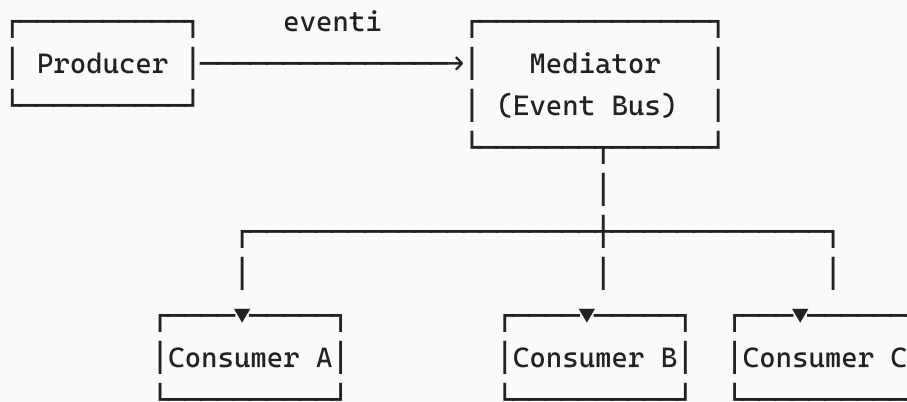 eventi
Producer
Mediator
(Event Bus)
Consumer A
Consumer B
Consumer C